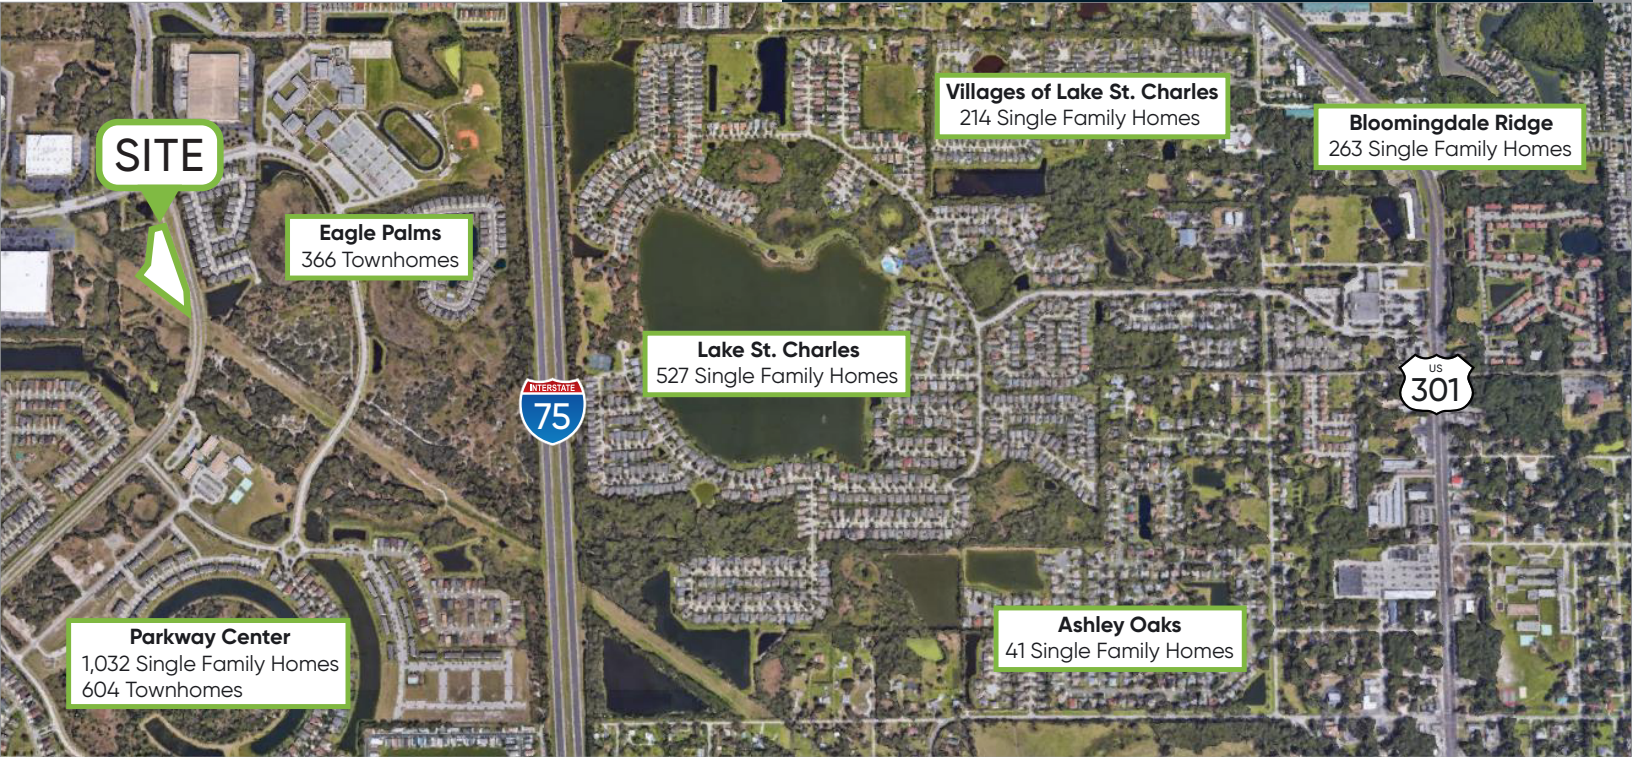 SITE
Eagle Palms
366 Townhomes
Villages of Lake St. Charles
214 Single Family Homes
Bloomingdale Ridge
263 Single Family Homes
Lake St. Charles
527 Single Family Homes
INTERSTATE
75
US
301
Parkway Center
1,032 Single Family Homes
604 Townhomes
Ashley Oaks
41 Single Family Homes